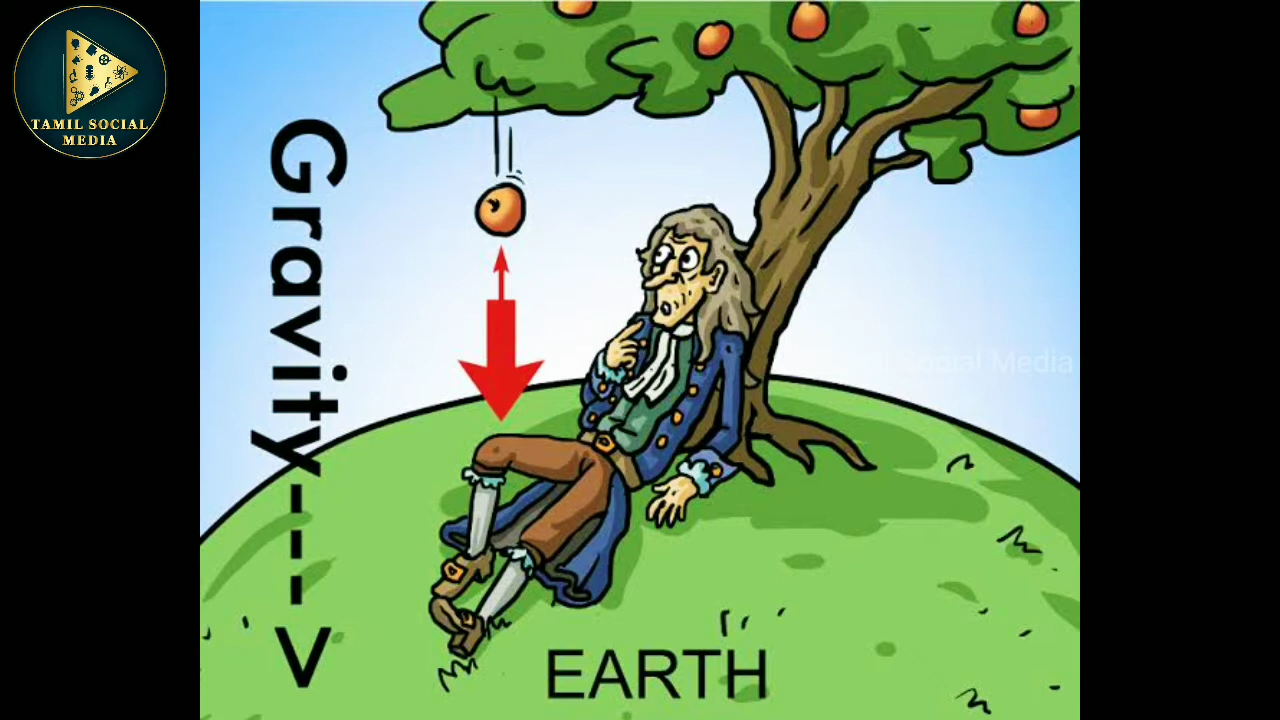 TAMIL SOCIAL
MEDIA
Gravity--->
Social Media
EARTH